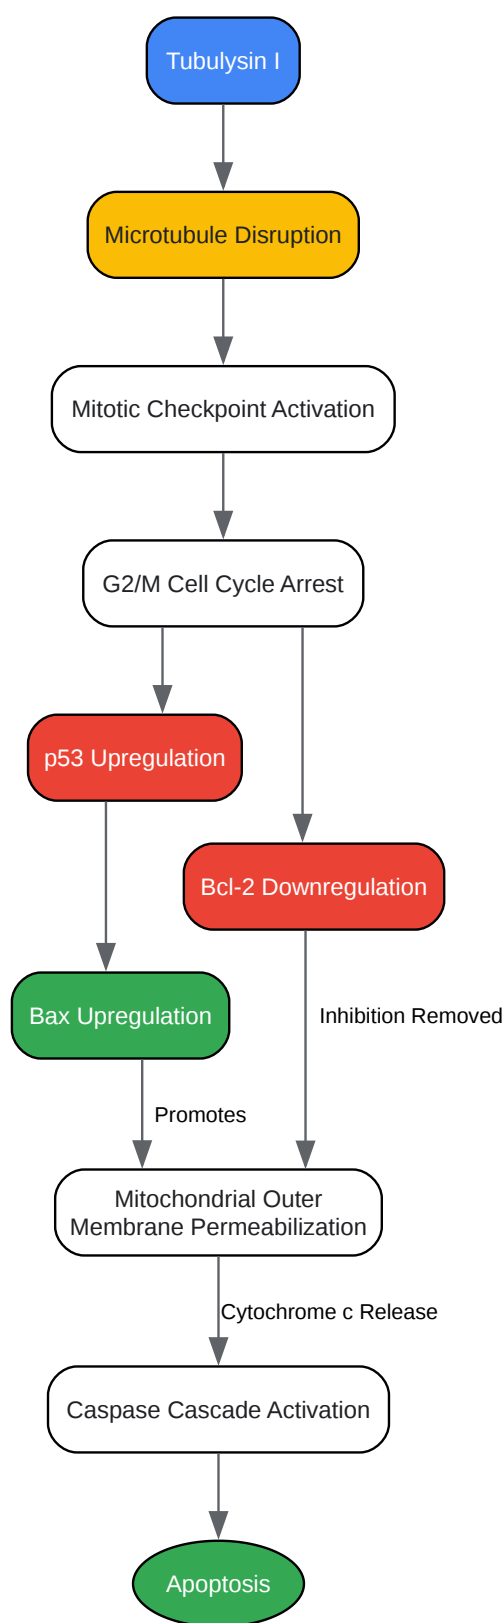 Tubulysin I
Microtubule Disruption
Mitotic Checkpoint Activation
G2/M Cell Cycle Arrest
p53 Upregulation
Bcl-2 Downregulation
Bax Upregulation
Inhibition Removed
Promotes
Mitochondrial Outer
Membrane Permeabilization
Cytochrome c Release
Caspase Cascade Activation
Apoptosis